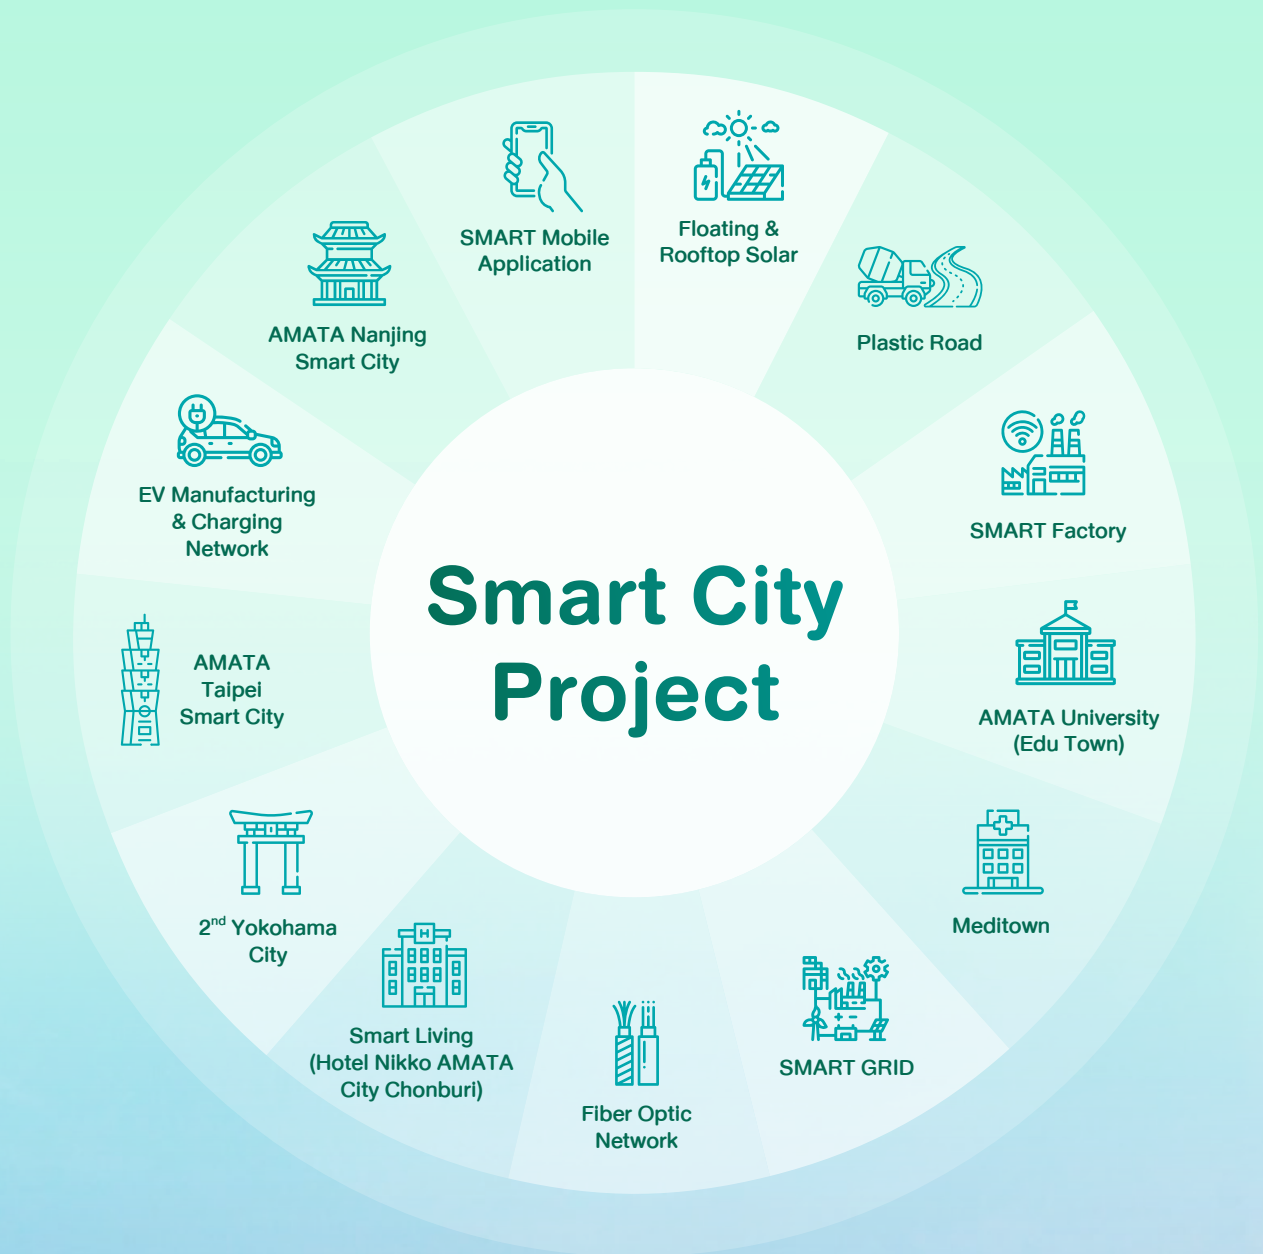 SMART Mobile
Application
Floating &
Rooftop Solar
Plastic Road
SMART Factory
AMATA University
(Edu Town)
Meditown
SMART GRID
Fiber Optic
Network
Smart Living
(Hotel Nikko AMATA
City Chonburi)
2nd Yokohama
City
AMATA
Taipei
Smart City
EV Manufacturing
& Charging
Network
AMATA Nanjing
Smart City
Smart City
Project